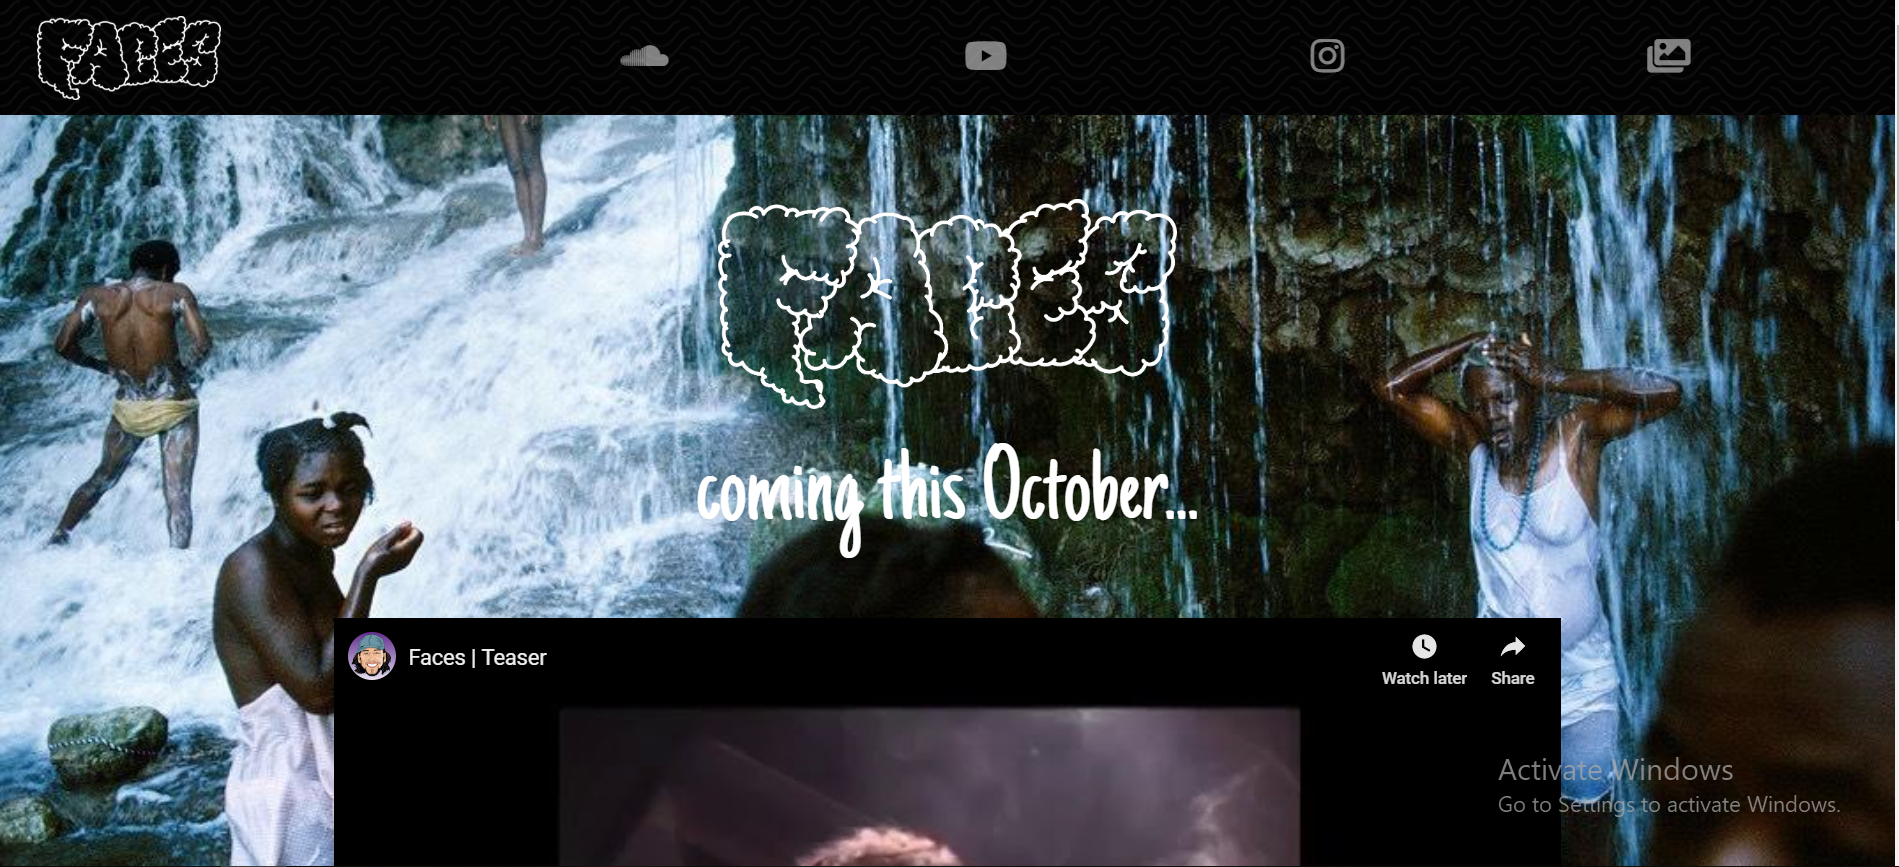 FACES
FACES
coming this October...
Faces | Teaser
Watch later
Share
Activate Windows
Go to Settings to activate Windows.